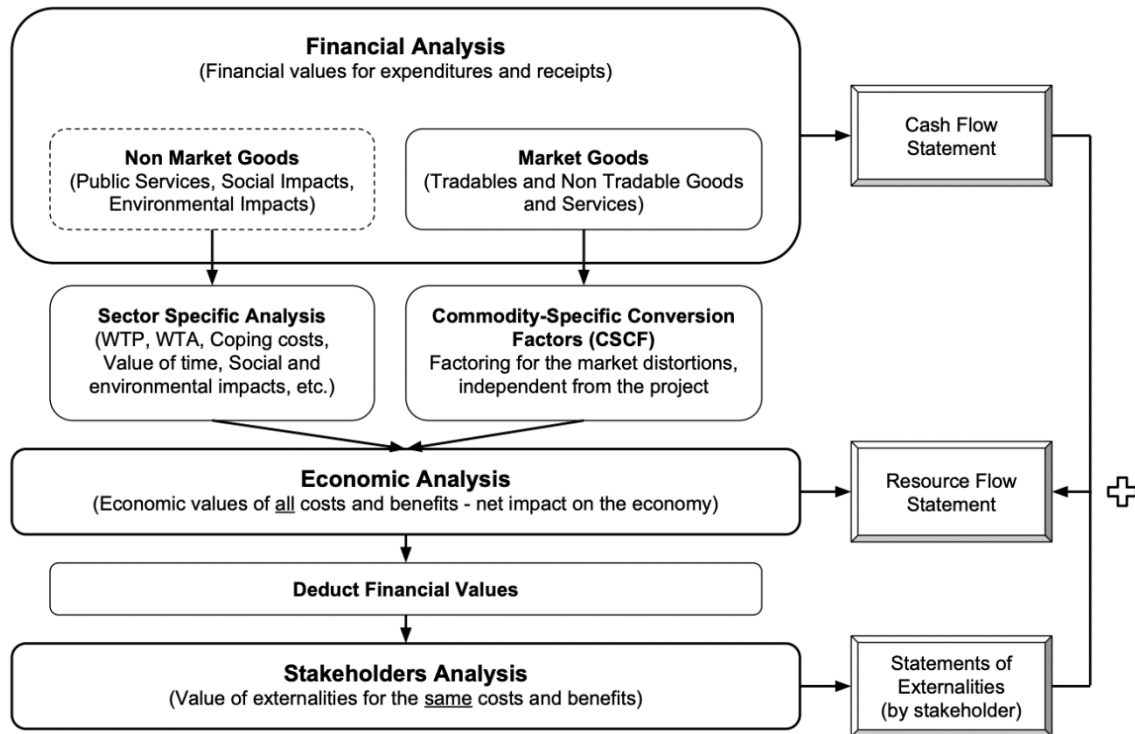 Financial Analysis
(Financial values for expenditures and receipts)
Cash Flow
Statement
Non Market Goods
(Public Services, Social Impacts,
Environmental Impacts)
Market Goods
(Tradables and Non Tradable Goods
and Services)
Sector Specific Analysis
(WTP, WTA, Coping costs,
Value of time, Social and
environmental impacts, etc.)
Commodity-Specific Conversion
Factors (CSCF)
Factoring for the market distortions,
independent from the project
Economic Analysis
(Economic values of all costs and benefits - net impact on the economy)
Resource Flow
Statement
Deduct Financial Values
Stakeholders Analysis
(Value of externalities for the same costs and benefits)
Statements of
Externalities
(by stakeholder)